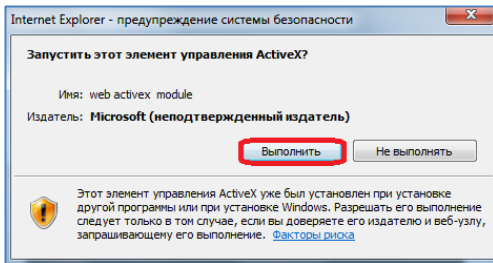 Internet Explorer - предупреждение системы безопасности
Запустить этот элемент управления ActiveX?
Имя: web activex module
Издатель: Microsoft (неподтвержденный издатель)
Выполнить Не выполнять
Этот элемент управления ActiveX уже был установлен при установке
другой программы или при установке Windows. Разрешать его выполнение
следует только в том случае, если вы доверяете его издателю и веб-узлу,
запрашивающему его выполнение. Факторы риска